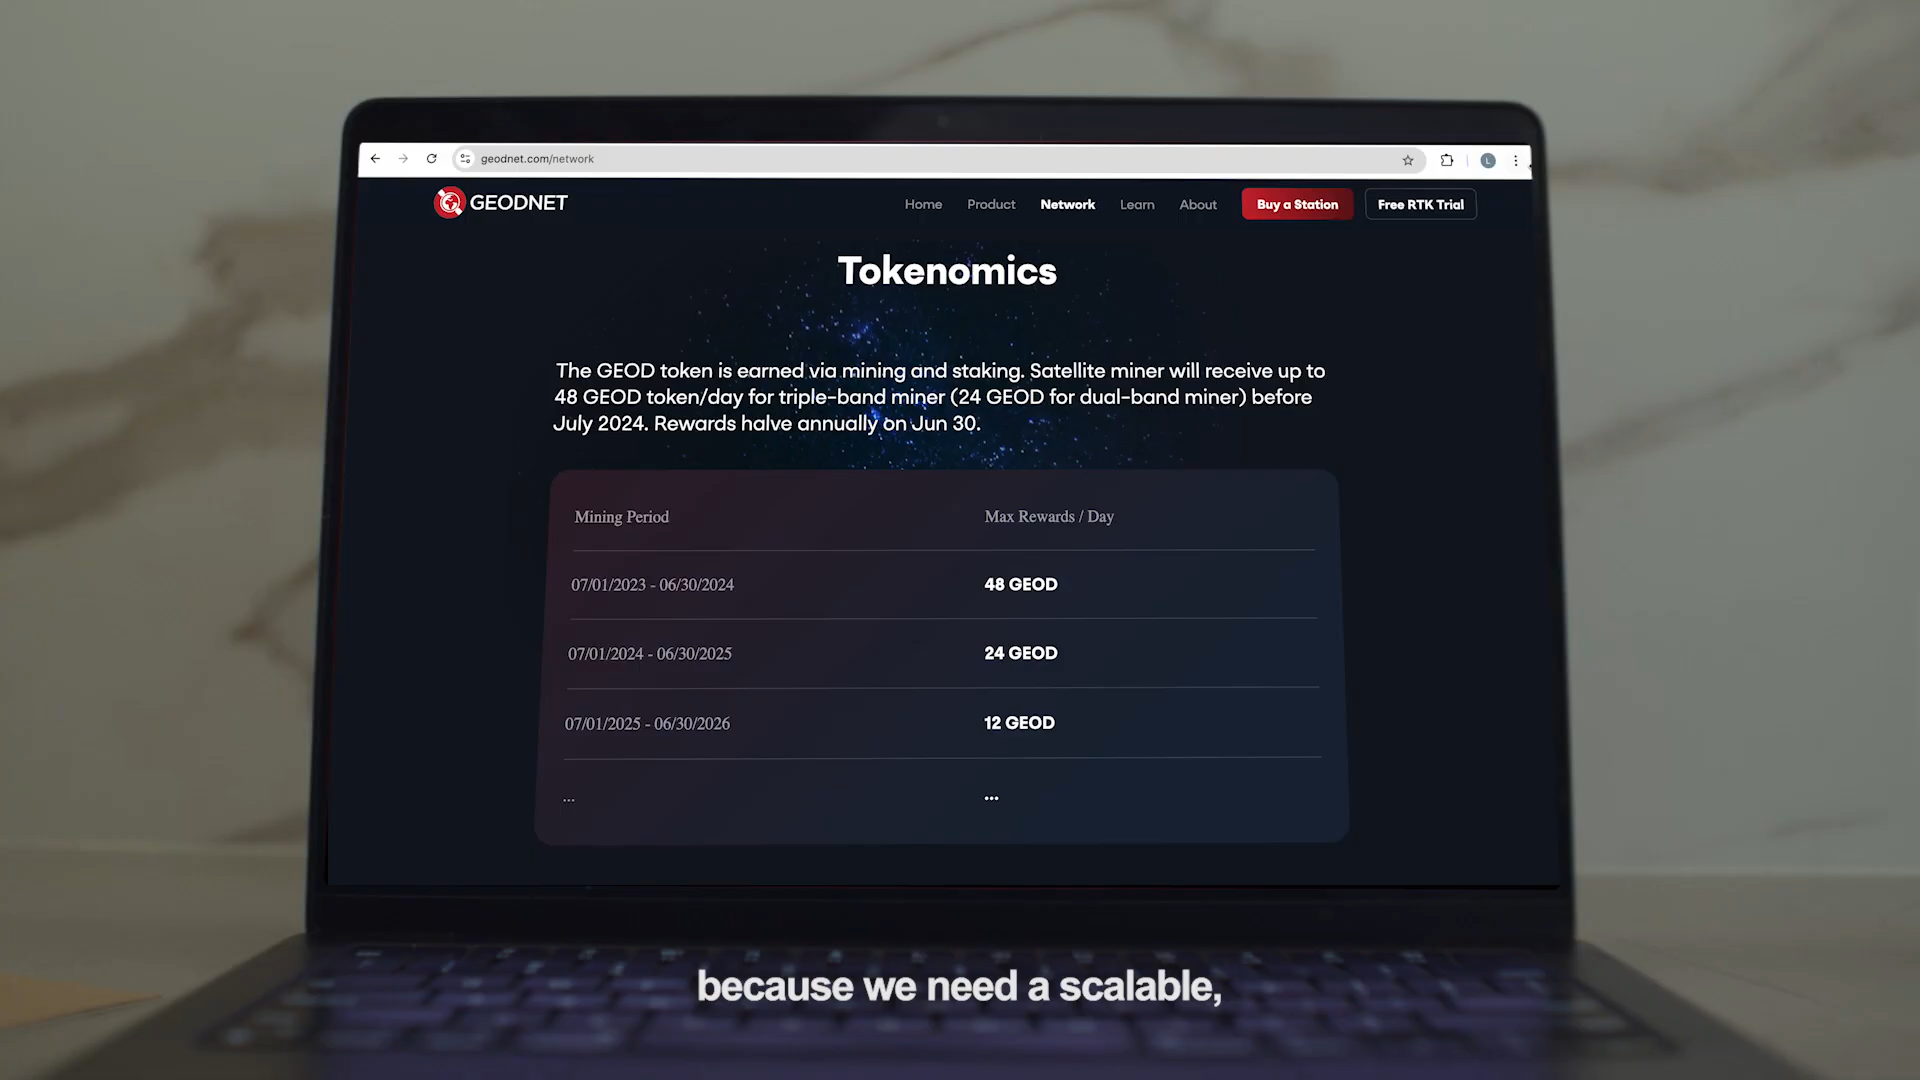 geodnet.com/network
L
GEODNET
Home
Product
Network
Learn
About
Buy a Station
Free RTK Trial
Tokenomics
The GEOD token is earned via mining and staking. Satellite miner will receive up to
48 GEOD token/day for triple-band miner (24 GEOD for dual-band miner) before
July 2024. Rewards halve annually on Jun 30.
Mining Period
Max Rewards / Day
07/01/2023 - 06/30/2024
48 GEOD
07/01/2024 - 06/30/2025
24 GEOD
07/01/2025 - 06/30/2026
12 GEOD
...
...
because we need a scalable,